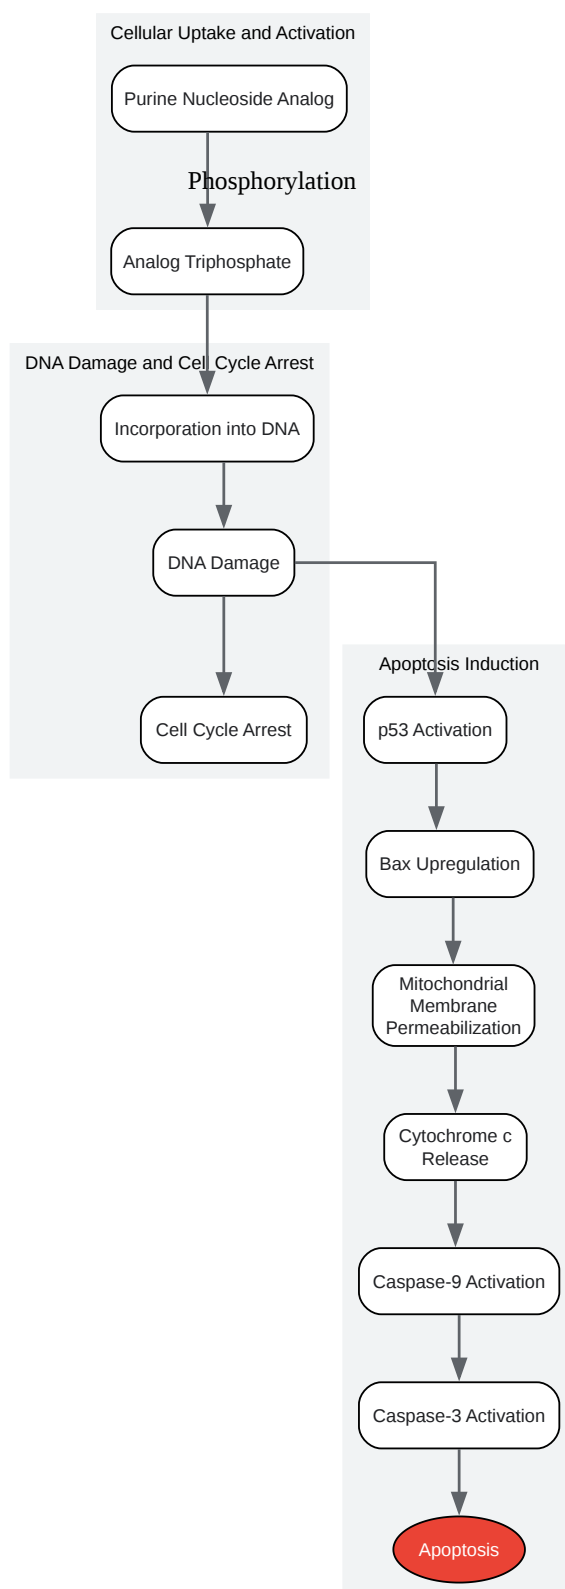 Cellular Uptake and Activation
Purine Nucleoside Analog
Phosphorylation
Analog Triphosphate
DNA Damage and Cell Cycle Arrest
Incorporation into DNA
DNA Damage
Cell Cycle Arrest
Apoptosis Induction
p53 Activation
Bax Upregulation
Mitochondrial
Membrane
Permeabilization
Cytochrome c
Release
Caspase-9 Activation
Caspase-3 Activation
Apoptosis